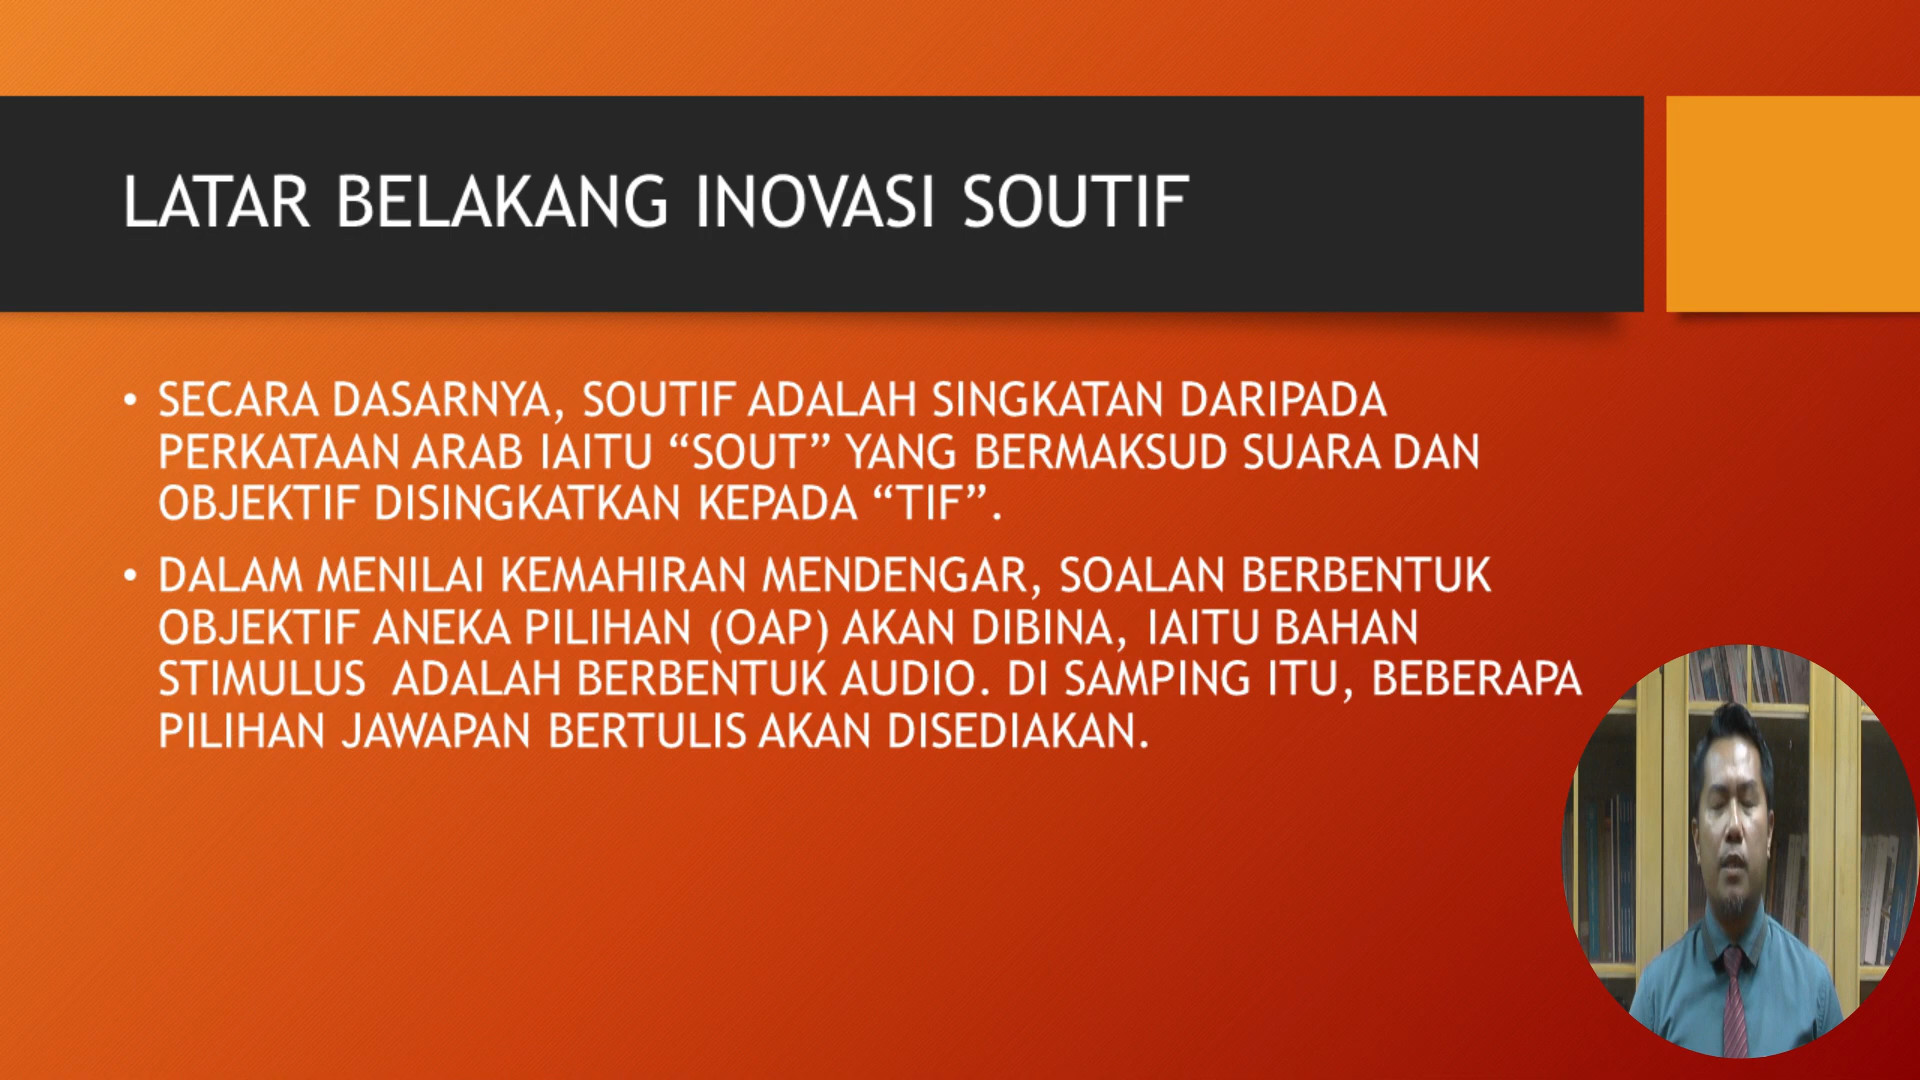 LATAR BELAKANG INOVASI SOUTIF
• SECARA DASARNYA, SOUTIF ADALAH SINGKATAN DARIPADA
PERKATAAN ARAB IAITU “SOUT” YANG BERMAKSUD SUARA DAN
OBJEKTIF DISINGKATKAN KEPADA “TIF”.
• DALAM MENILAI KEMAHIRAN MENDENGAR, SOALAN BERBENTUK
OBJEKTIF ANEKA PILIHAN (OAP) AKAN DIBINA, IAITU BAHAN
STIMULUS  ADALAH BERBENTUK AUDIO. DI SAMPING ITU, BEBERAPA
PILIHAN JAWAPAN BERTULIS AKAN DISEDIAKAN.